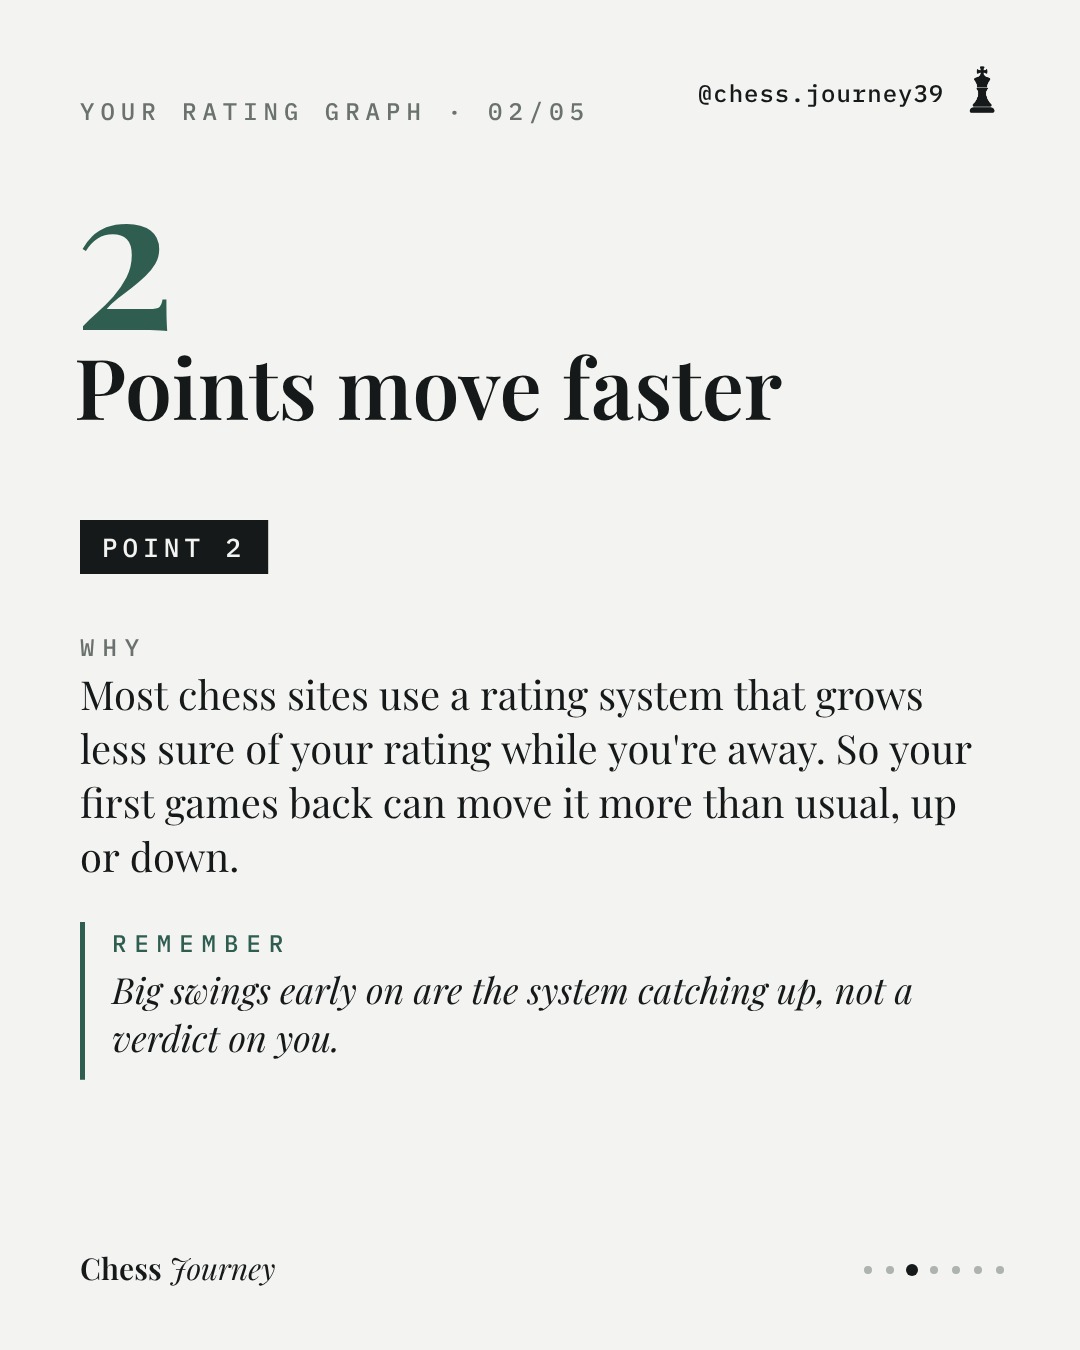 YOUR RATING GRAPH · 02/05
@chess.journey39
2
Points move faster
POINT 2
WHY
Most chess sites use a rating system that grows
less sure of your rating while you're away. So your
first games back can move it more than usual, up
or down.
REMEMBER
Big swings early on are the system catching up, not a
verdict on you.
Chess Journey